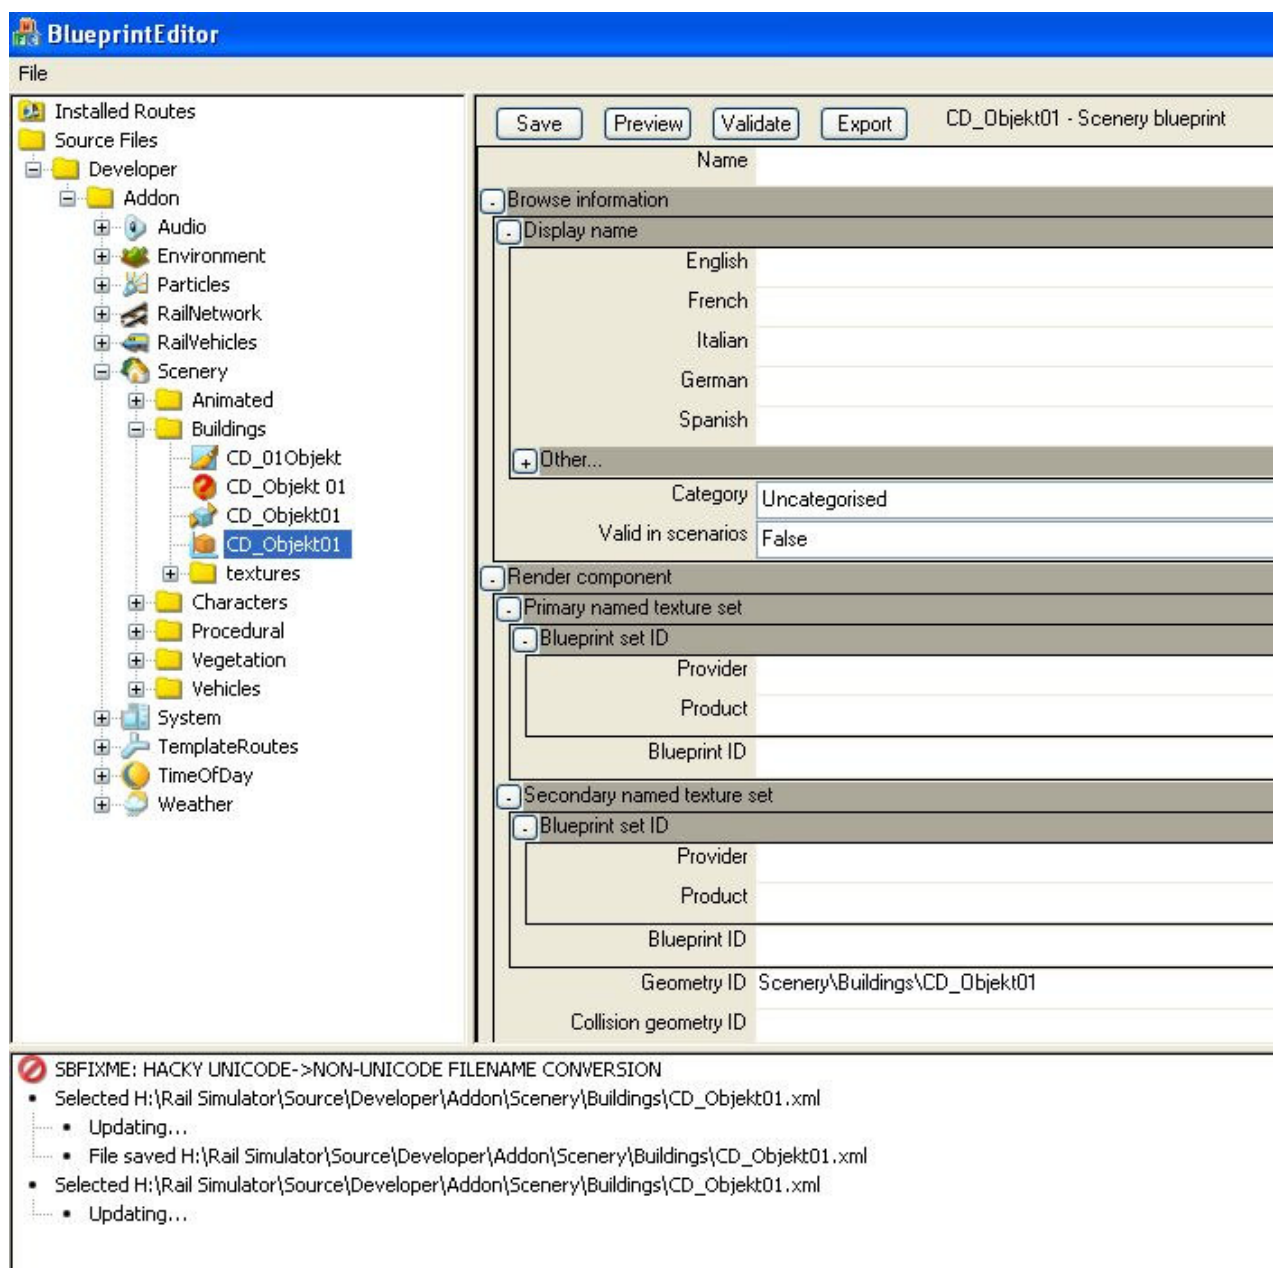 BlueprintEditor
File
Installed Routes
Source Files
Developer
Addon
Audio
Environment
Particles
RailNetwork
RailVehicles
Scenery
Animated
Buildings
CD_01Objekt
CD_Objekt 01
CD_Objekt01
CD_Objekt01
textures
Characters
Procedural
Vegetation
Vehicles
System
TemplateRoutes
TimeOfDay
Weather
Save Preview Validate Export CD_Objekt01 - Scenery blueprint
Name
Browse information
Display name
English
French
Italian
German
Spanish
Other...
Category Uncategorised
Valid in scenarios False
Render component
Primary named texture set
Blueprint set ID
Provider
Product
Blueprint ID
Secondary named texture set
Blueprint set ID
Provider
Product
Blueprint ID
Geometry ID Scenery\Buildings\CD_Objekt01
Collision geometry ID
SBFIXME: HACKY UNICODE->NON-UNICODE FILENAME CONVERSION
Selected H:\Rail Simulator\Source\Developer\Addon\Scenery\Buildings\CD_Objekt01.xml
Updating...
File saved H:\Rail Simulator\Source\Developer\Addon\Scenery\Buildings\CD_Objekt01.xml
Selected H:\Rail Simulator\Source\Developer\Addon\Scenery\Buildings\CD_Objekt01.xml
Updating...